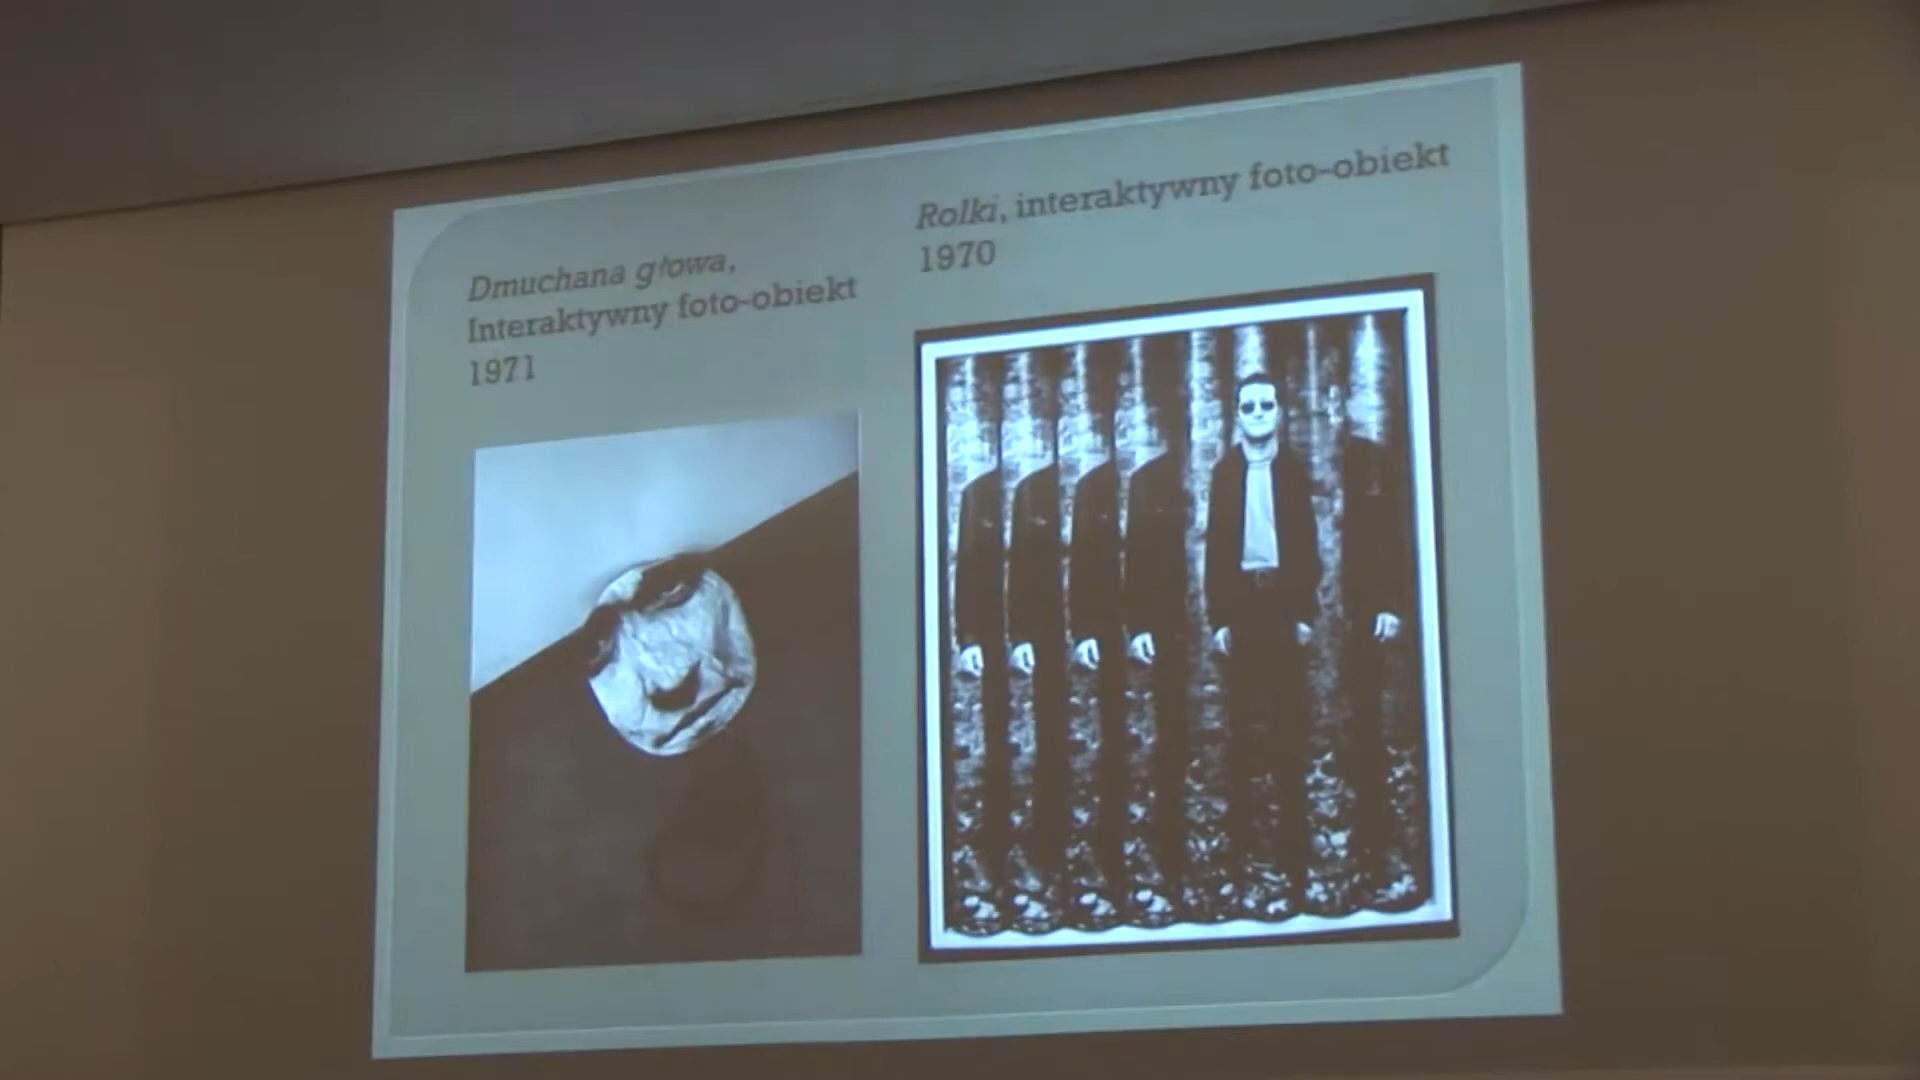 Dmuchana głowa,
Interaktywny foto-obiekt
1971
Rolki, interaktywny foto-obiekt
1970